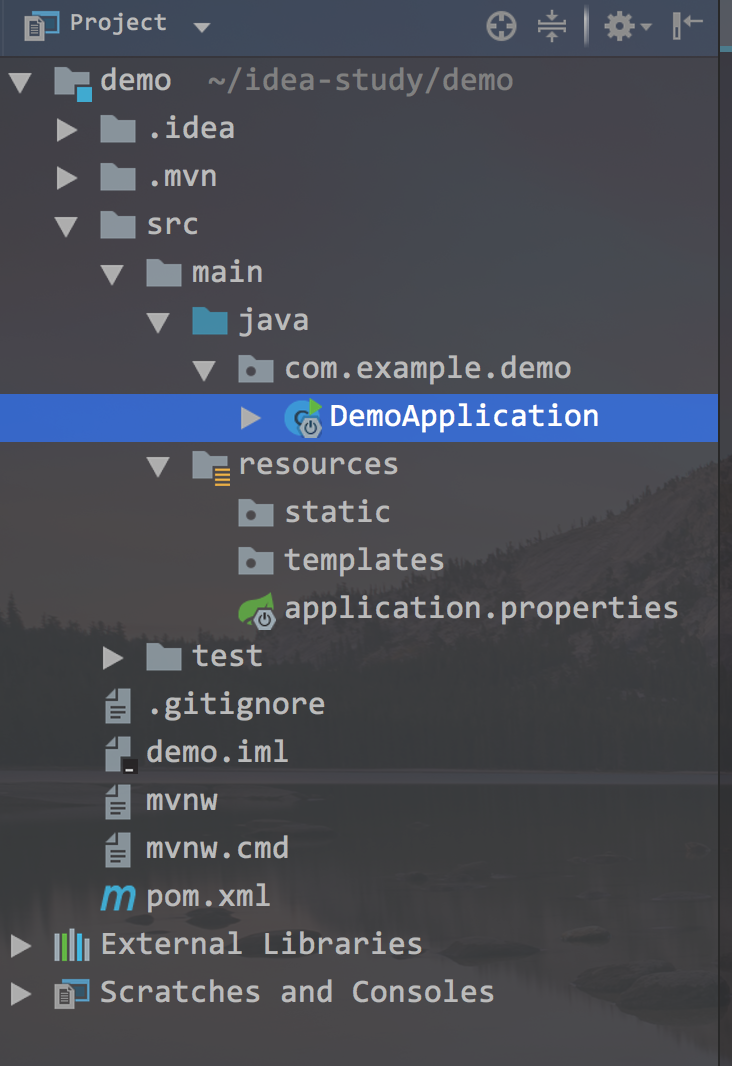 Project
demo ~/idea-study/demo
.idea
.mvn
src
main
java
com.example.demo
DemoApplication
resources
static
templates
application.properties
test
.gitignore
demo.iml
mvnw
mvnw.cmd
pom.xml
External Libraries
Scratches and Consoles